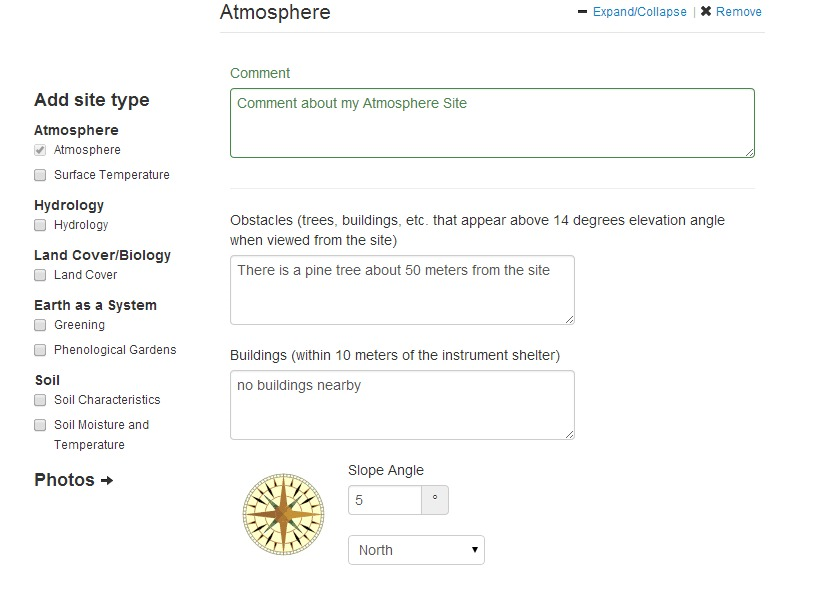 Atmosphere
Expand/Collapse | Remove
Add site type
Atmosphere
Atmosphere
Surface Temperature
Hydrology
Hydrology
Land Cover/Biology
Land Cover
Earth as a System
Greening
Phenological Gardens
Soil
Soil Characteristics
Soil Moisture and
Temperature
Photos
Comment
Comment about my Atmosphere Site
Obstacles (trees, buildings, etc. that appear above 14 degrees elevation angle
when viewed from the site)
There is a pine tree about 50 meters from the site
Buildings (within 10 meters of the instrument shelter)
no buildings nearby
Slope Angle
5 °
North